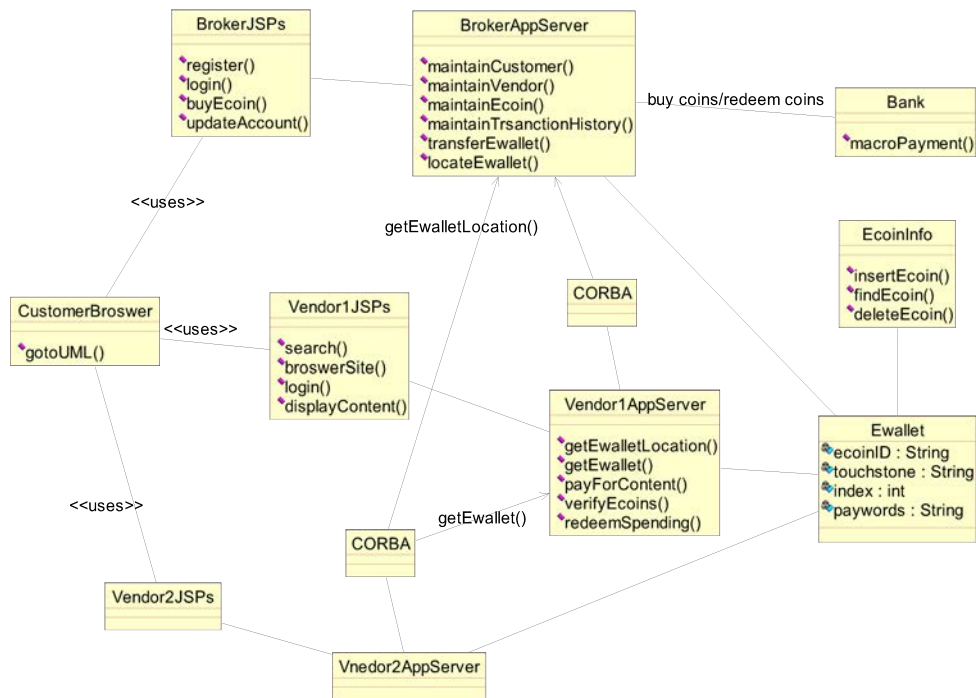 BrokerJSPs
register()
login()
buyEcoin()
updateAccount()
BrokerAppServer
maintainCustomer()
maintainVendor()
maintainEcoin()
maintainTrsanctionHistory()
transferEwallet()
locateEwallet()
buy coins/redeem coins
Bank
macroPayment()
<<uses>>
getEwalletLocation()
EcoinInfo
insertEcoin()
findEcoin()
deleteEcoin()
CORBA
CustomerBroswer
gotoUML()
<<uses>>
Vendor1JSPs
search()
broswerSite()
login()
displayContent()
Vendor1AppServer
getEwalletLocation()
getEwallet()
payForContent()
verifyEcoins()
redeemSpending()
Ewallet
ecoinID : String
touchstone : String
index : int
paywords : String
<<uses>>
getEwallet()
CORBA
Vendor2JSPs
Vnedor2AppServer